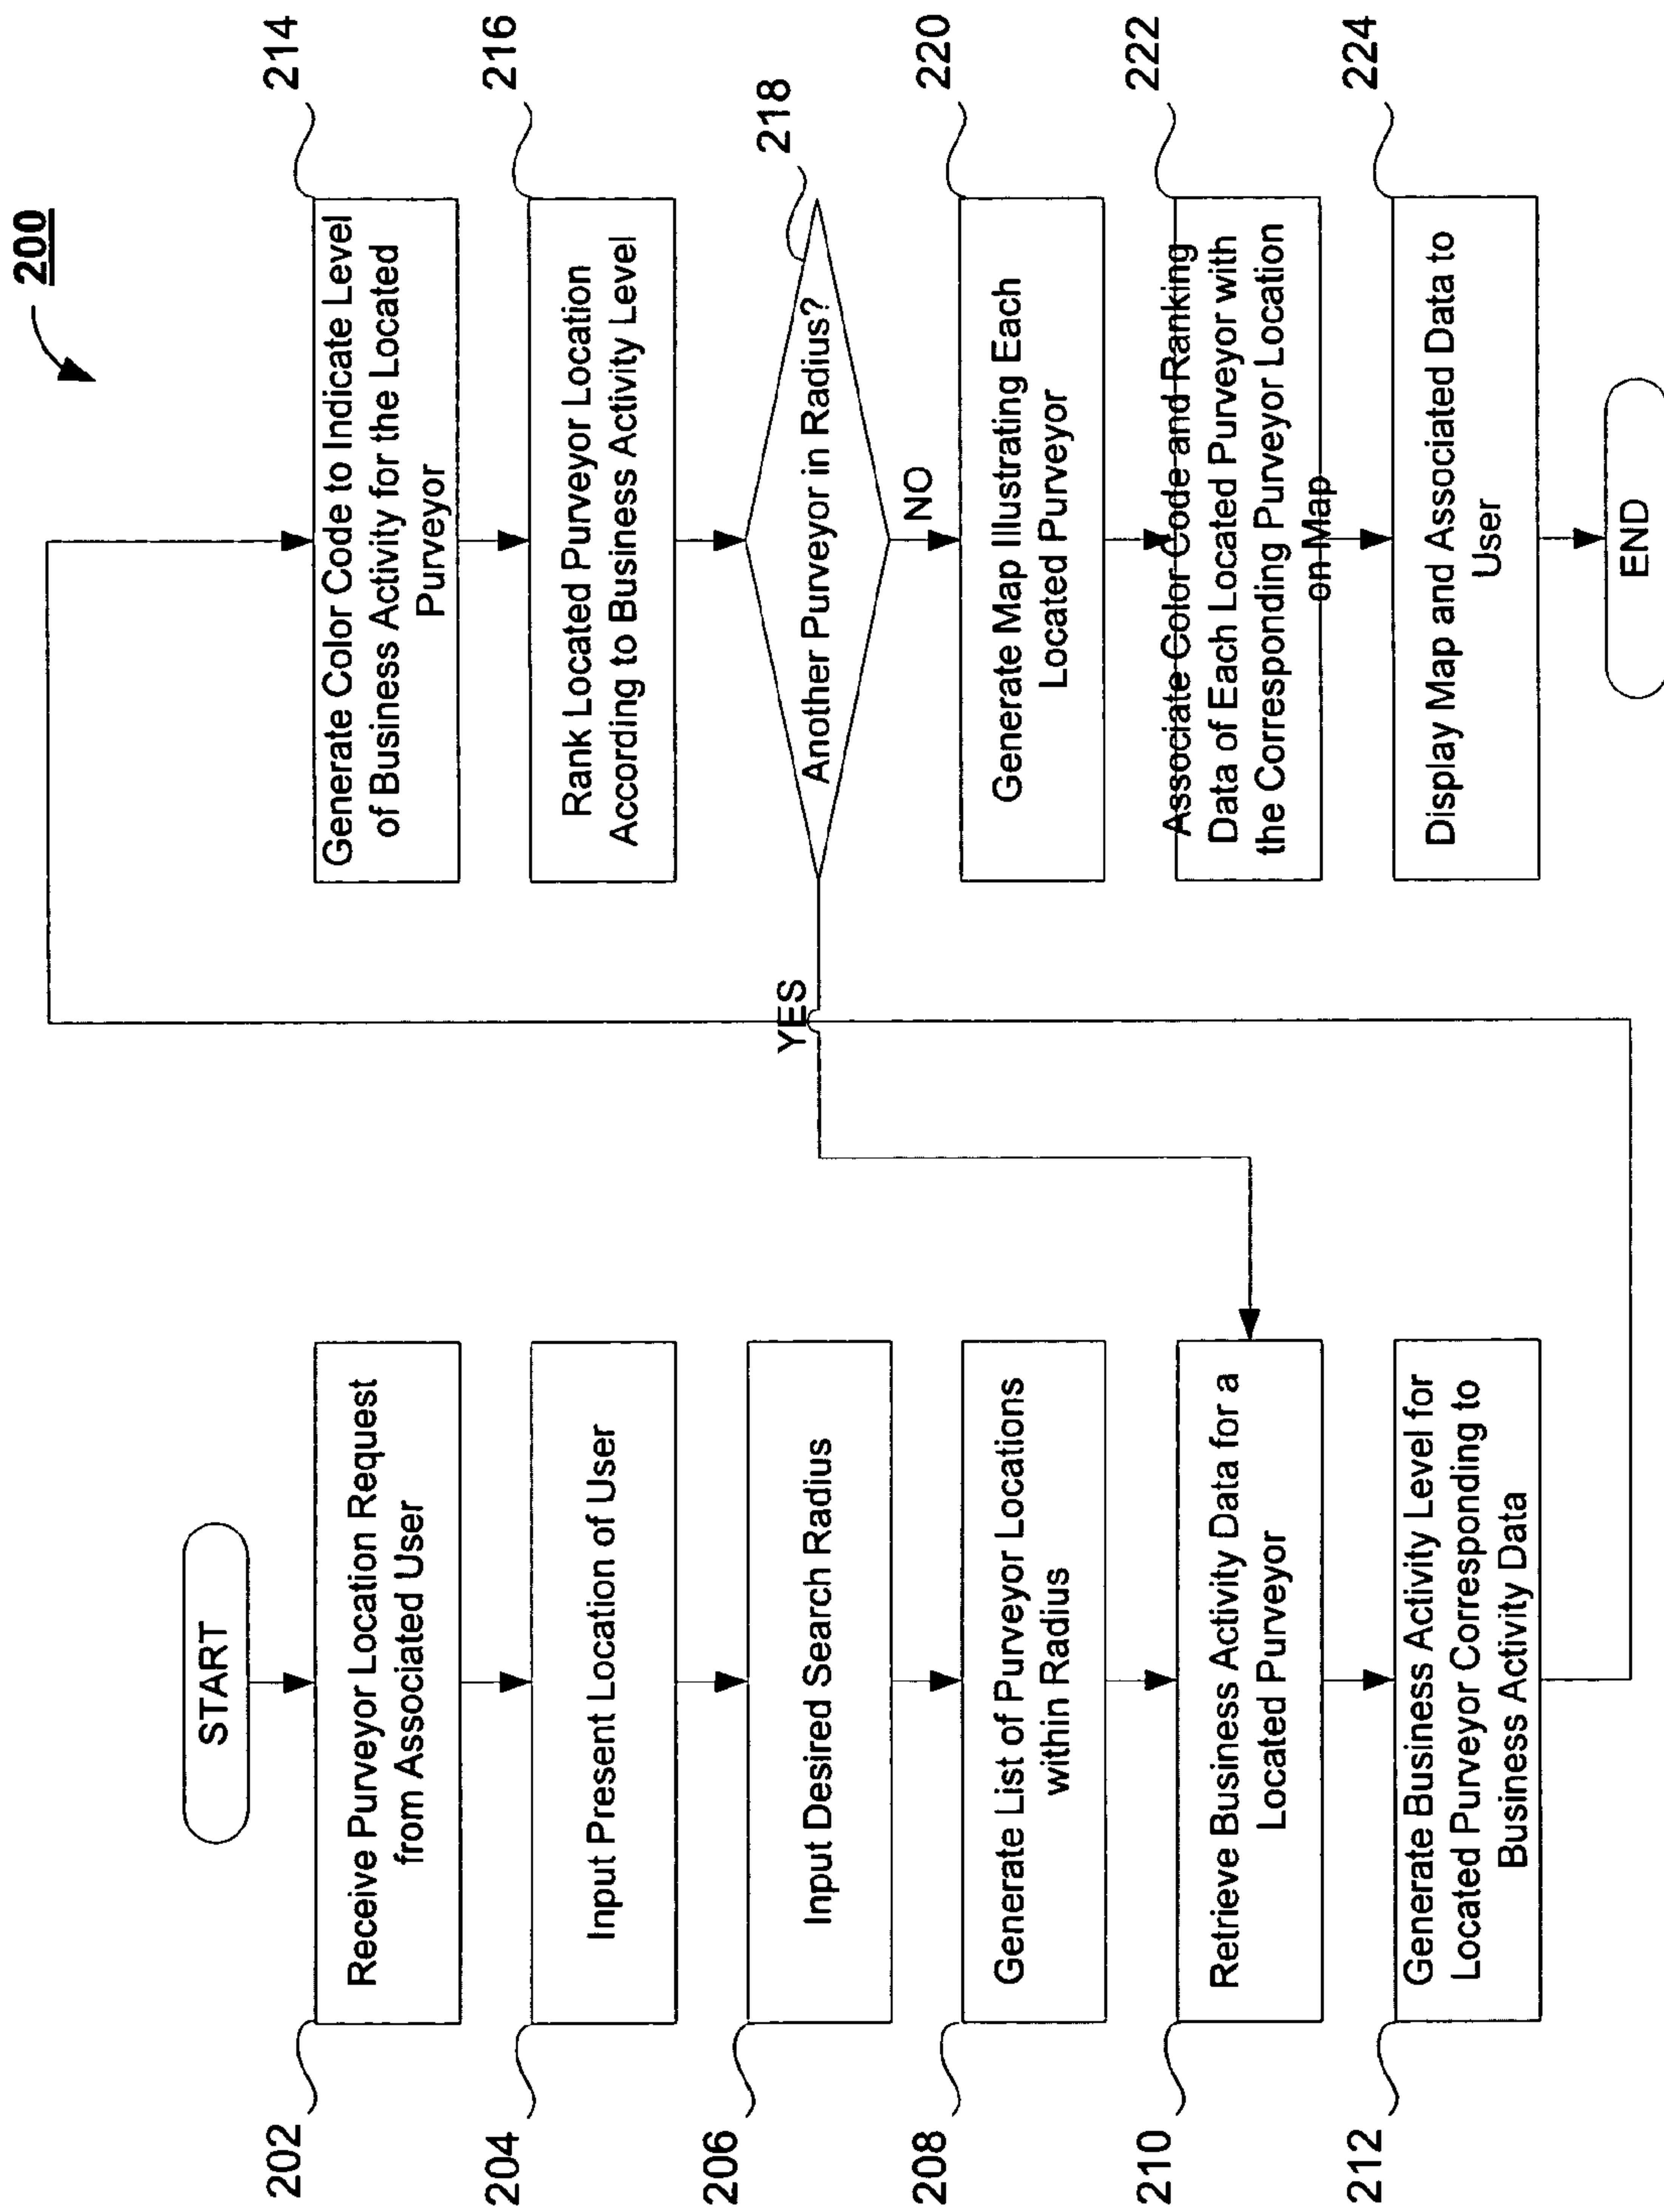 200
START
202
Receive Purveyor Location Request
from Associated User
204
Input Present Location of User
206
Input Desired Search Radius
208
Generate List of Purveyor Locations
within Radius
210
Retrieve Business Activity Data for a
Located Purveyor
212
Generate Business Activity Level for
Located Purveyor Corresponding to
Business Activity Data
214
Generate Color Code to Indicate Level
of Business Activity for the Located
Purveyor
216
Rank Located Purveyor Location
According to Business Activity Level
218
Another Purveyor in Radius?
YES
NO
220
Generate Map Illustrating Each
Located Purveyor
222
Associate Color Code and Ranking
Data of Each Located Purveyor with
the Corresponding Purveyor Location
on Map
224
Display Map and Associated Data to
User
END